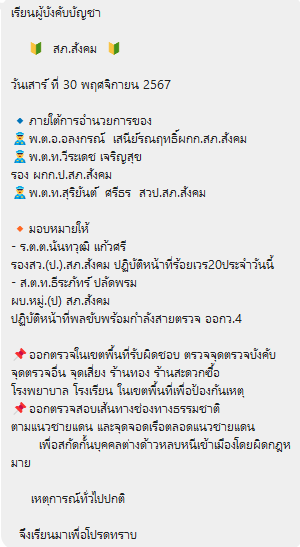 เรียนผู้บังคับบัญชา
🔰 สภ.สังคม 🔰
วันเสาร์ ที่ 30 พฤศจิกายน 2567
🔹ภายใต้การอำนวยการของ
👮พ.ต.อ.อลงกรณ์ เสนีย์รณฤทธิ์ผกก.สภ.สังคม
👮พ.ต.ท.วีระเดช เจริญสุข
รอง ผกก.ป.สภ.สังคม
👮พ.ต.ท.สุริยันต์ ศรีธร สวป.สภ.สังคม
🔸มอบหมายให้
- ร.ต.ต.นันทวุฒิ แก้วศรี
รองสว.(ป.).สภ.สังคม ปฏิบัติหน้าที่ร้อยเวร20ประจำวันนี้
- ส.ต.ท.ธีระภัทร์ ปลัดพรม
ผบ.หมู่.(ป) สภ.สังคม
ปฏิบัติหน้าที่พลขับพร้อมกำลังสายตรวจ ออกว.4
📌ออกตรวจในเขตพื้นที่รับผิดชอบ ตรวจจุดตรวจบังคับ
จุดตรวจอื่น จุดเสี่ยง ร้านทอง ร้านสะดวกซื้อ
โรงพยาบาล โรงเรียน ในเขตพื้นที่เพื่อป้องกันเหตุ
📌ออกตรวจสอบเส้นทางช่องทางธรรมชาติ
ตามแนวชายแดน และจุดจอดเรือตลอดแนวชายแดน
เพื่อสกัดกั้นบุคคลต่างด้าวหลบหนีเข้าเมืองโดยผิดกฎห
มาย
เหตุการณ์ทั่วไปปกติ
จึงเรียนมาเพื่อโปรดทราบ